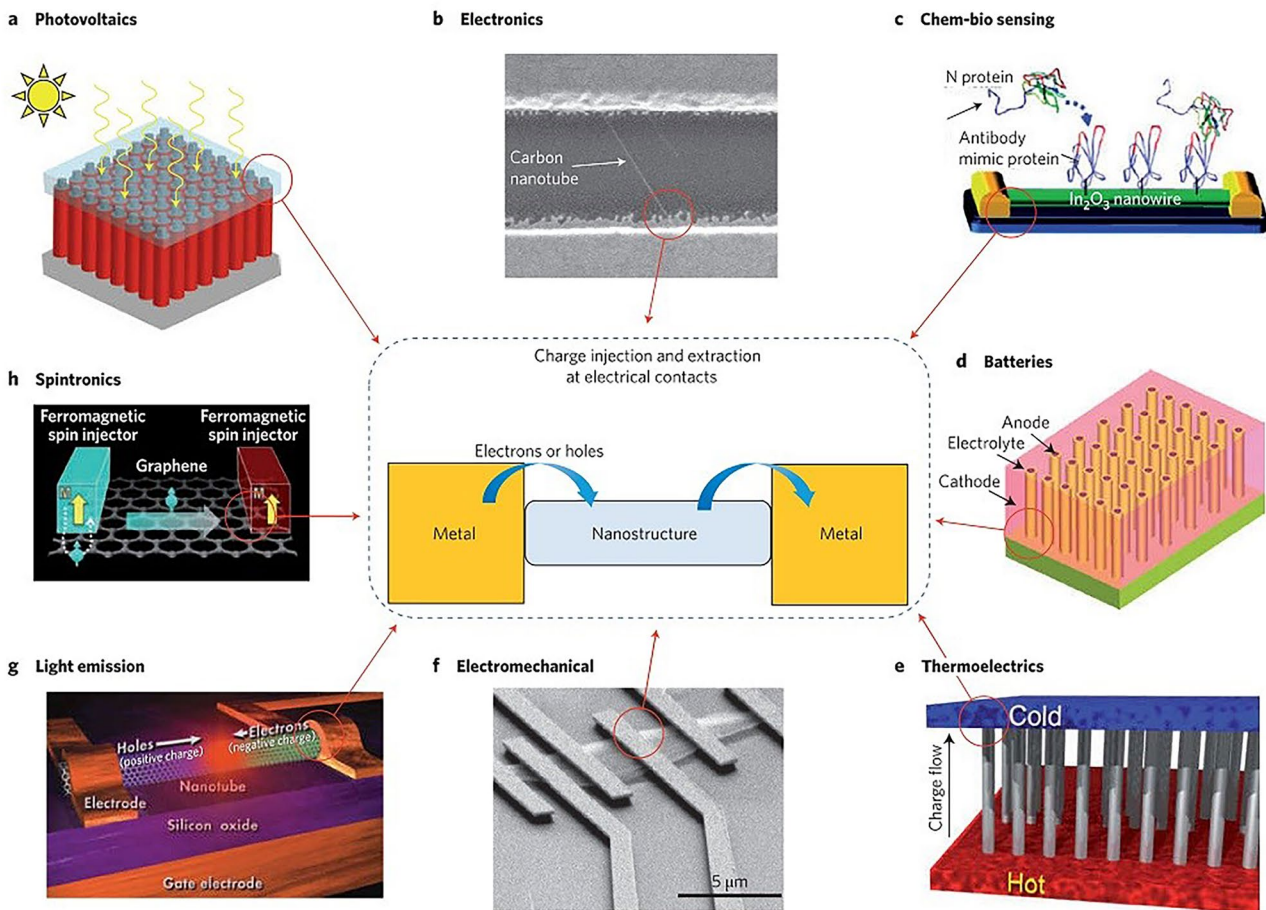 a Photovoltaics
b Electronics
Carbon
nanotube
c Chem-bio sensing
N protein
Antibody
mimic protein
In₂O₃ nanowire
Charge injection and extraction
at electrical contacts
Electrons or holes
Metal
Nanostructure
Metal
h Spintronics
Ferromagnetic
spin injector
Ferromagnetic
spin injector
Graphene
M
M
d Batteries
Anode
Electrolyte
Cathode
g Light emission
Holes
(positive charge)
Electrons
(negative charge)
Nanotube
Electrode
Silicon oxide
Gate electrode
f Electromechanical
5 μm
e Thermoelectrics
Cold
Charge flow
Hot